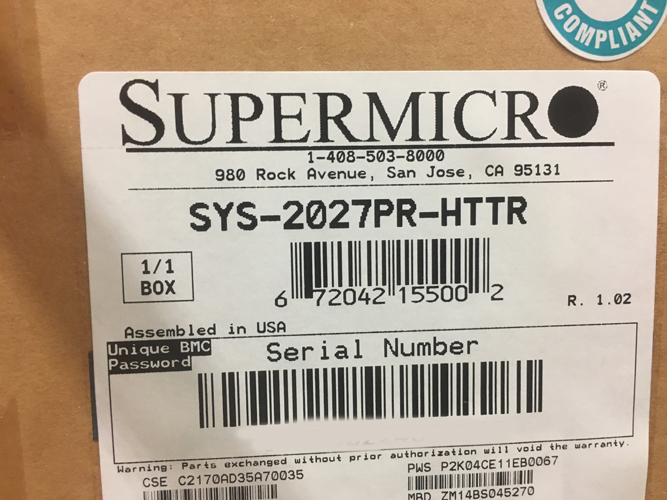 COMPLIANT
SUPERMICRO®
1-408-503-8000
980 Rock Avenue, San Jose, CA 95131
SYS-2027PR-HTTR
1/1
BOX
6 72042 15500 2
R. 1.02
Assembled in USA
Unique BMC
Password
Serial Number
Warning: Parts exchanged without prior authorization will void the warranty.
CSE C2170AD35A70035
PWS P2K04CE11EB0067
MBD ZM14BS045270